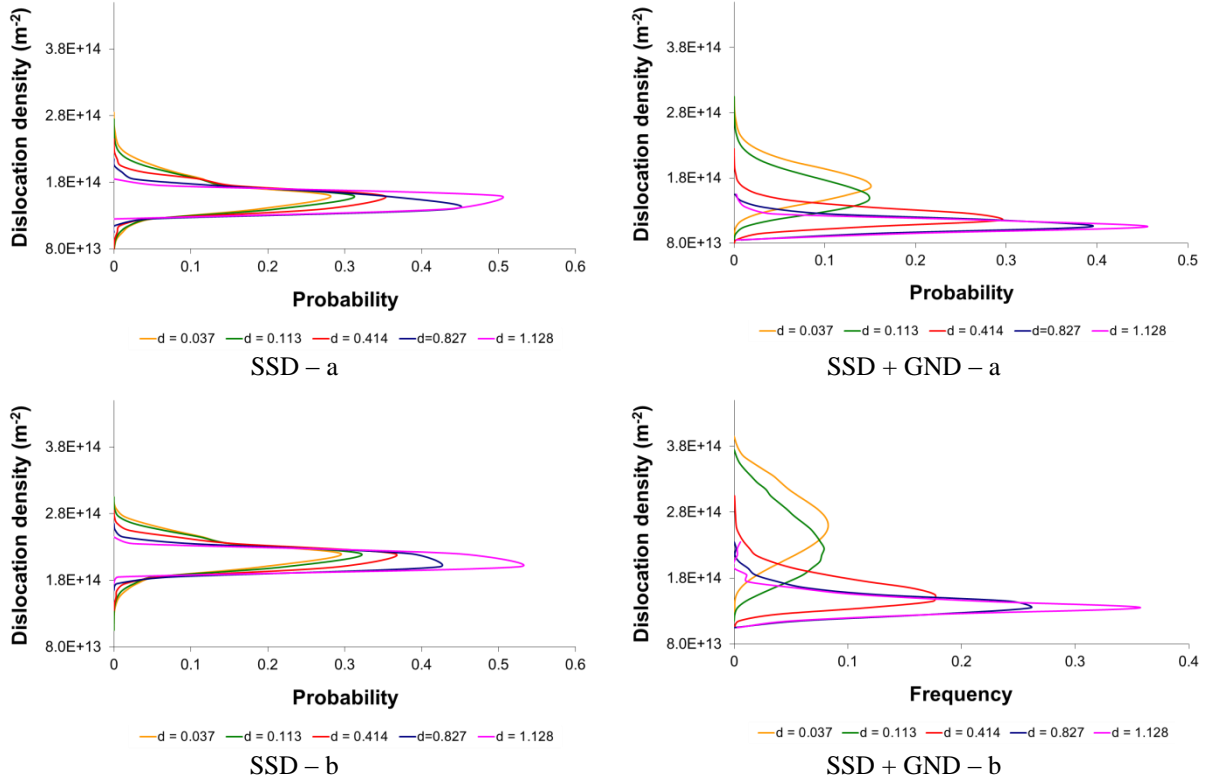 Dislocation density (m-2)
3.8E+14
2.8E+14
1.8E+14
8.0E+13
0 0.1 0.2 0.3 0.4 0.5 0.6
Probability
d = 0.037 d = 0.113 d = 0.414 d=0.827 d = 1.128
SSD – a
Dislocation density (m-2)
3.8E+14
2.8E+14
1.8E+14
8.0E+13
0 0.1 0.2 0.3 0.4 0.5
Probability
d = 0.037 d = 0.113 d = 0.414 d=0.827 d = 1.128
SSD + GND – a
Dislocation density (m-2)
3.8E+14
2.8E+14
1.8E+14
8.0E+13
0 0.1 0.2 0.3 0.4 0.5 0.6
Probability
d = 0.037 d = 0.113 d = 0.414 d=0.827 d = 1.128
SSD – b
Dislocation density (m-2)
3.8E+14
2.8E+14
1.8E+14
8.0E+13
0 0.1 0.2 0.3 0.4
Frequency
d = 0.037 d = 0.113 d = 0.414 d=0.827 d = 1.128
SSD + GND – b